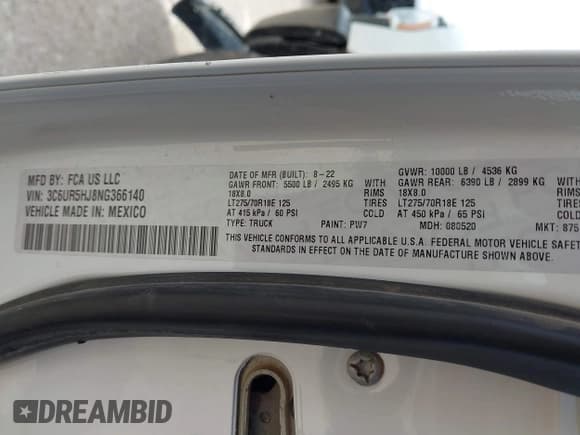 MFD BY: FCA US LLC
VIN: 3C6UR5HJ8NG366140
VEHICLE MADE IN: MEXICO
DATE OF MFR (BUILT): 8-22 GVWR: 10000 LB / 4536 KG
GAWR FRONT: 5500 LB / 2495 KG WITH GAWR REAR: 6390 LB / 2899 KG
18X8.0 RIMS 18X8.0
LT275/70R18E 125 TIRES LT275/70R18E 125
AT 415 kPa / 60 PSI COLD AT 450 kPa / 65 PSI
TYPE: TRUCK PAINT: PW7 MDH: 080520 MKT: 875
THIS VEHICLE CONFORMS TO ALL APPLICABLE U.S.A. FEDERAL MOTOR VEHICLE SAFETY
STANDARDS IN EFFECT ON THE DATE OF MANUFACTURE SHOWN ABOVE.
DREAMBID